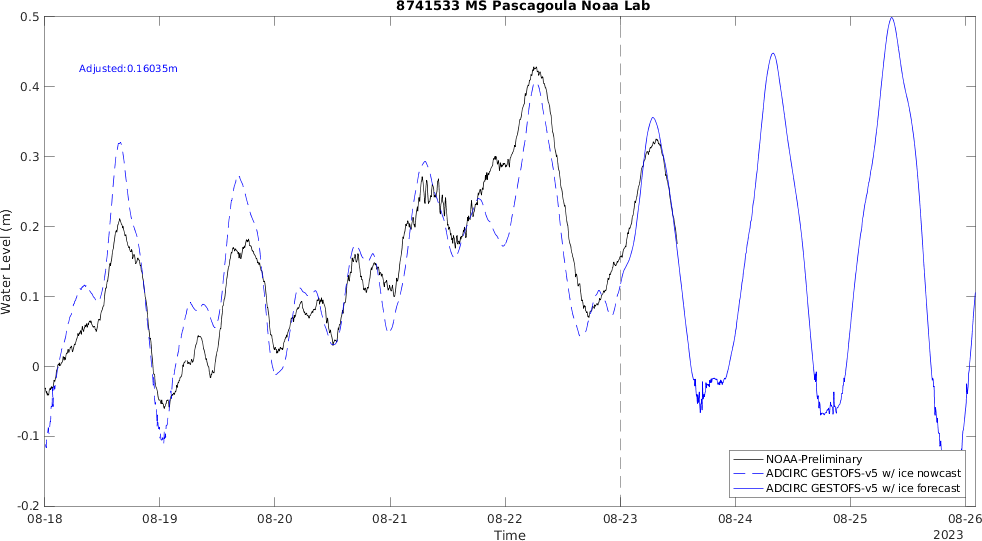 8741533 MS Pascagoula Noaa Lab
Adjusted:0.16035m
Water Level (m)
0.5
0.4
0.3
0.2
0.1
0
-0.1
-0.2
08-18 08-19 08-20 08-21 08-22 08-23 08-24 08-25 08-26
Time
2023
NOAA-Preliminary
ADCIRC GESTOFS-v5 w/ ice nowcast
ADCIRC GESTOFS-v5 w/ ice forecast